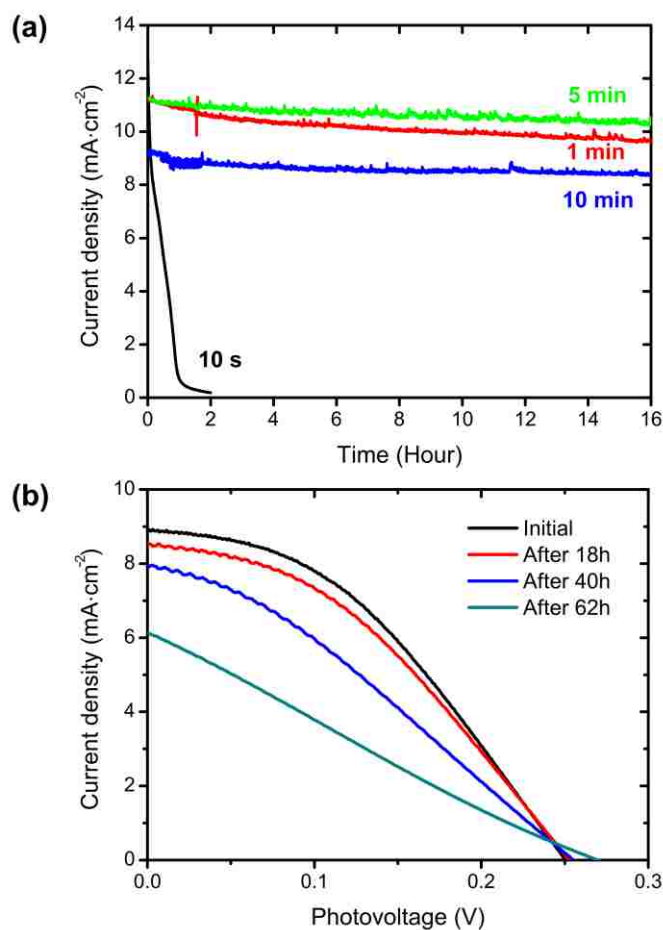 (a)
14
12
10
8
6
4
2
0
Current density (mA·cm-2)
5 min
1 min
10 min
10 s
0 2 4 6 8 10 12 14 16
Time (Hour)
(b)
10
8
6
4
2
0
Current density (mA·cm-2)
Initial
After 18h
After 40h
After 62h
0.0 0.1 0.2 0.3
Photovoltage (V)